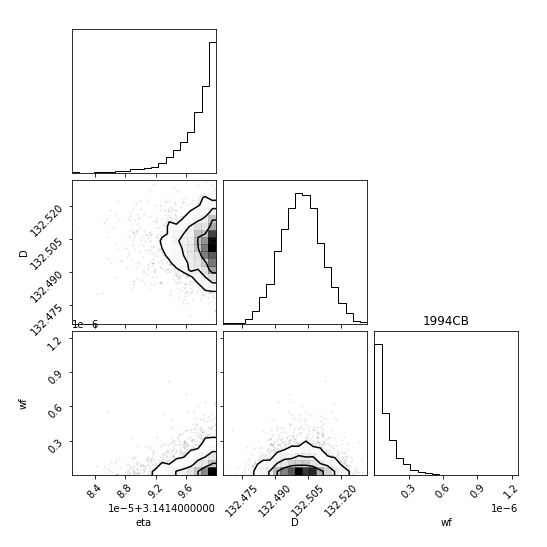 132.520
132.505
132.490
132.475
D
1e-6
1994CB
1.2
0.9
0.6
0.3
wf
8.4 8.8 9.2 9.6
132.475 132.490 132.505 132.520
0.3 0.6 0.9 1.2
1e-5+3.1414000000
1e-6
eta
D
wf